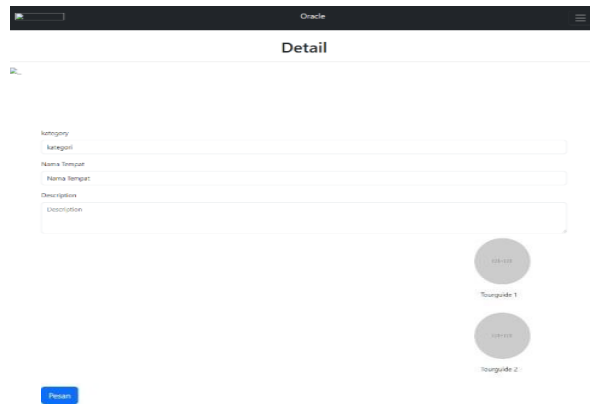 Oracle
Detail
kategory
kategori
Nama Tempat
Nama Tempat
Description
Description
Tourguide 1
Tourguide 2
Pesan